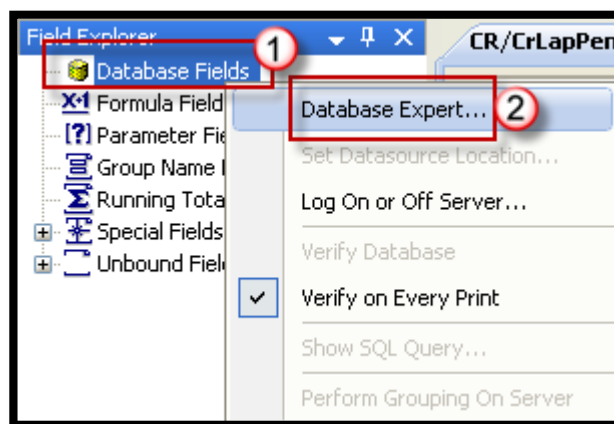 Field Explorer
CR/CrLapPen
1
Database Fields
Formula Field
Parameter Fie
Group Name
Running Tota
Special Fields
Unbound Fiel
Database Expert...
2
Set Datasource Location...
Log On or Off Server...
Verify Database
Verify on Every Print
Show SQL Query...
Perform Grouping On Server